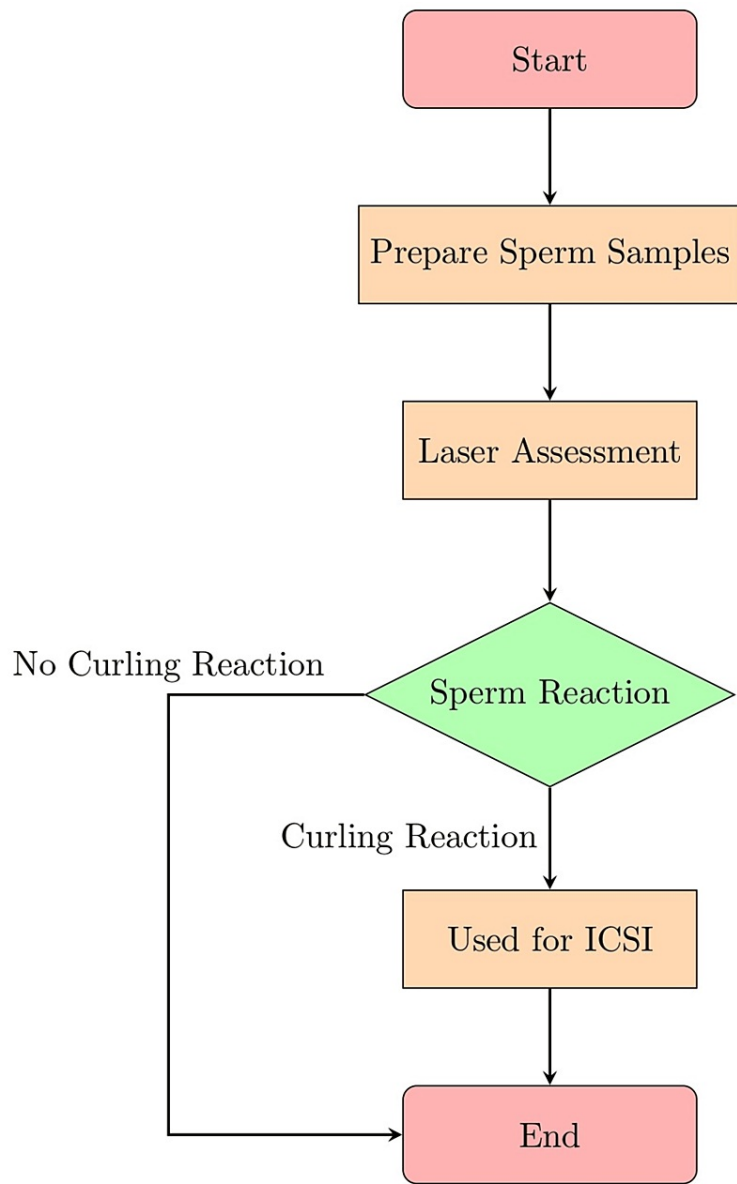 Start
Prepare Sperm Samples
Laser Assessment
No Curling Reaction
Sperm Reaction
Curling Reaction
Used for ICSI
End